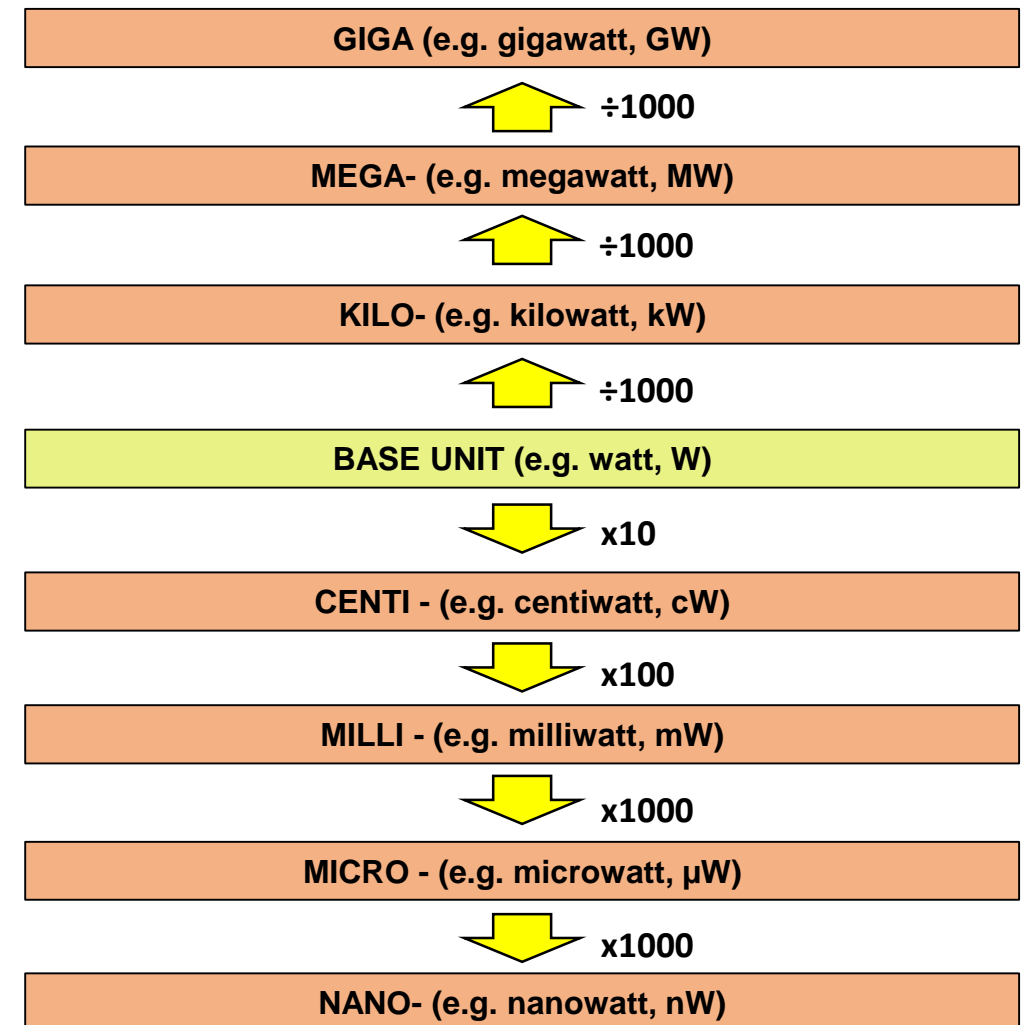 GIGA (e.g. gigawatt, GW)
÷1000
MEGA- (e.g. megawatt, MW)
÷1000
KILO- (e.g. kilowatt, kW)
÷1000
BASE UNIT (e.g. watt, W)
x10
CENTI - (e.g. centiwatt, cW)
x100
MILLI - (e.g. milliwatt, mW)
x1000
MICRO - (e.g. microwatt, µW)
x1000
NANO- (e.g. nanowatt, nW)